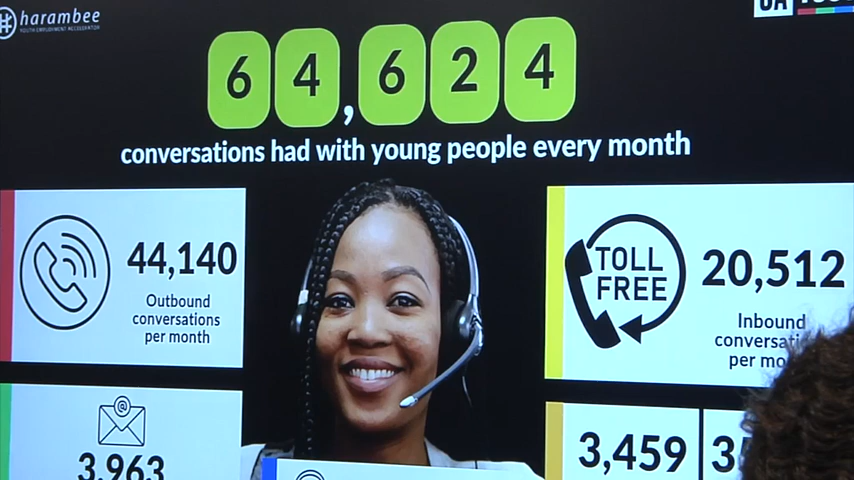 harambee
YOUTH EMPLOYMENT ACCELERATOR
64,624
conversations had with young people every month
44,140
Outbound
conversations
per month
TOLL
FREE
20,512
Inbound
per
3,963
3,459